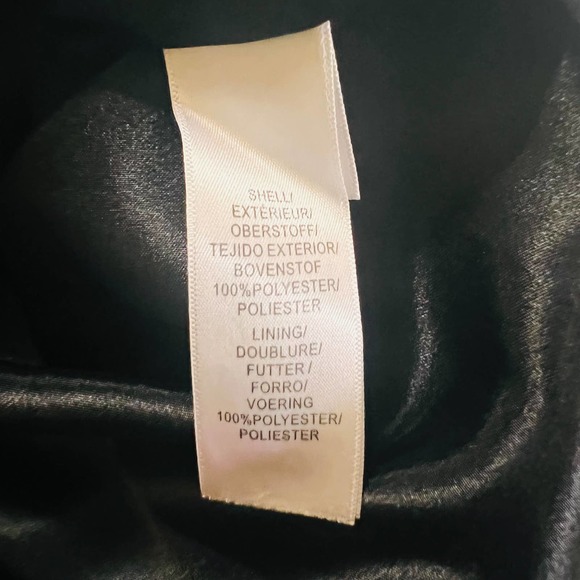 SHELL/
EXTÉRIEUR/
OBERSTOFF/
TEJIDO EXTERIOR/
BOVENSTOF
100%POLYESTER/
POLIESTER
LINING/
DOUBLURE/
FUTTER /
FORRO/
VOERING
100%POLYESTER/
POLIESTER